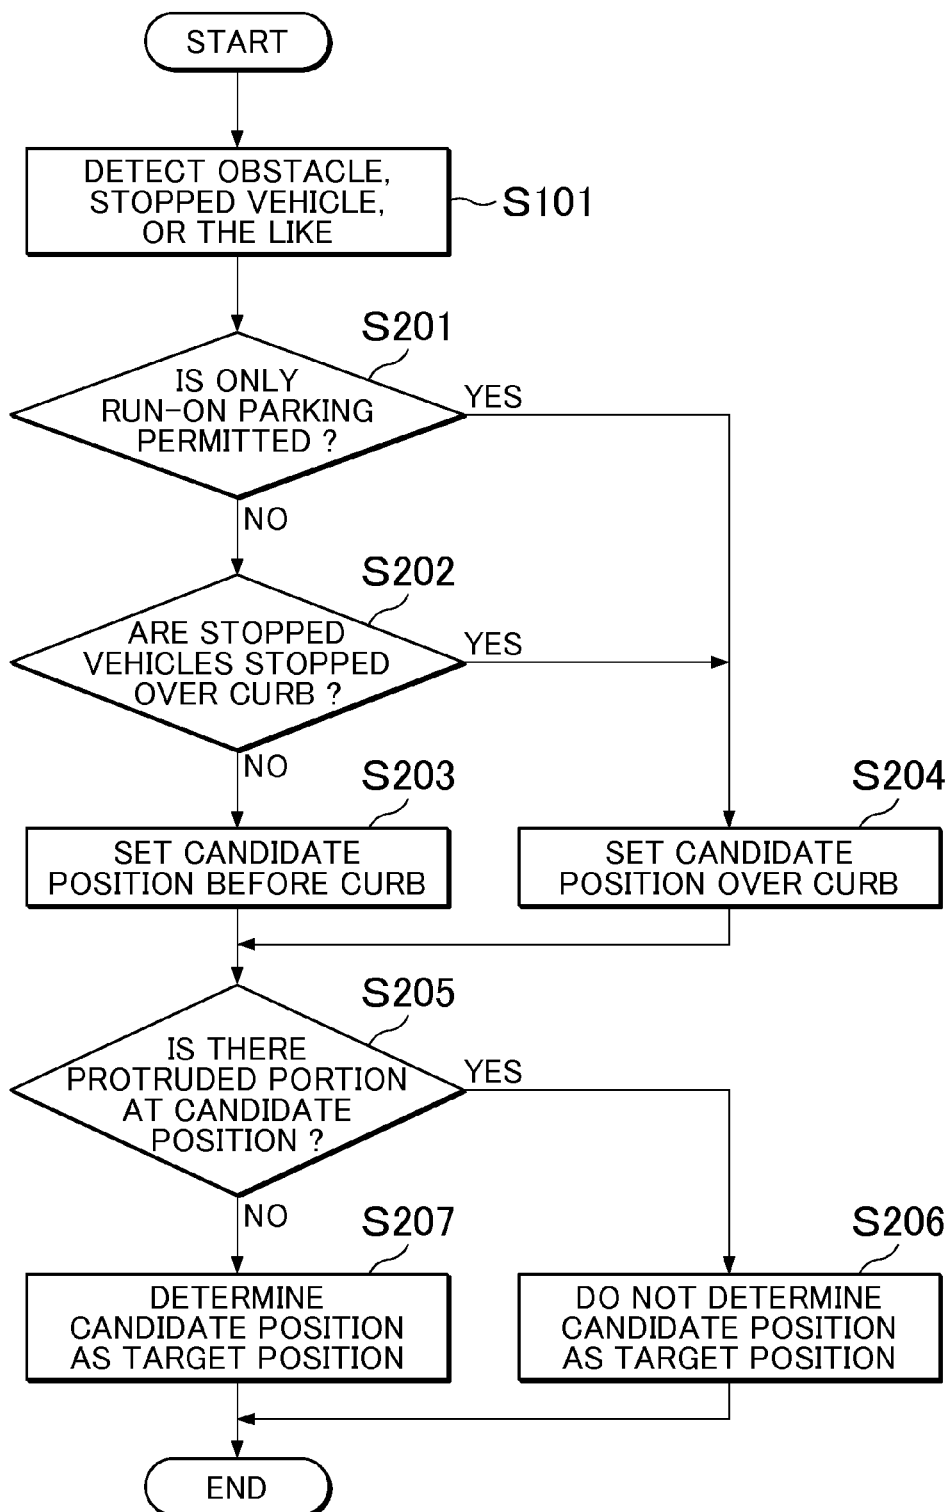 START
DETECT OBSTACLE,
STOPPED VEHICLE,
OR THE LIKE
S101
S201
IS ONLY
RUN-ON PARKING
PERMITTED ?
YES
NO
S202
ARE STOPPED
VEHICLES STOPPED
OVER CURB ?
YES
NO
S203
SET CANDIDATE
POSITION BEFORE CURB
S204
SET CANDIDATE
POSITION OVER CURB
S205
IS THERE
PROTRUDED PORTION
AT CANDIDATE
POSITION ?
YES
NO
S207
DETERMINE
CANDIDATE POSITION
AS TARGET POSITION
S206
DO NOT DETERMINE
CANDIDATE POSITION
AS TARGET POSITION
END